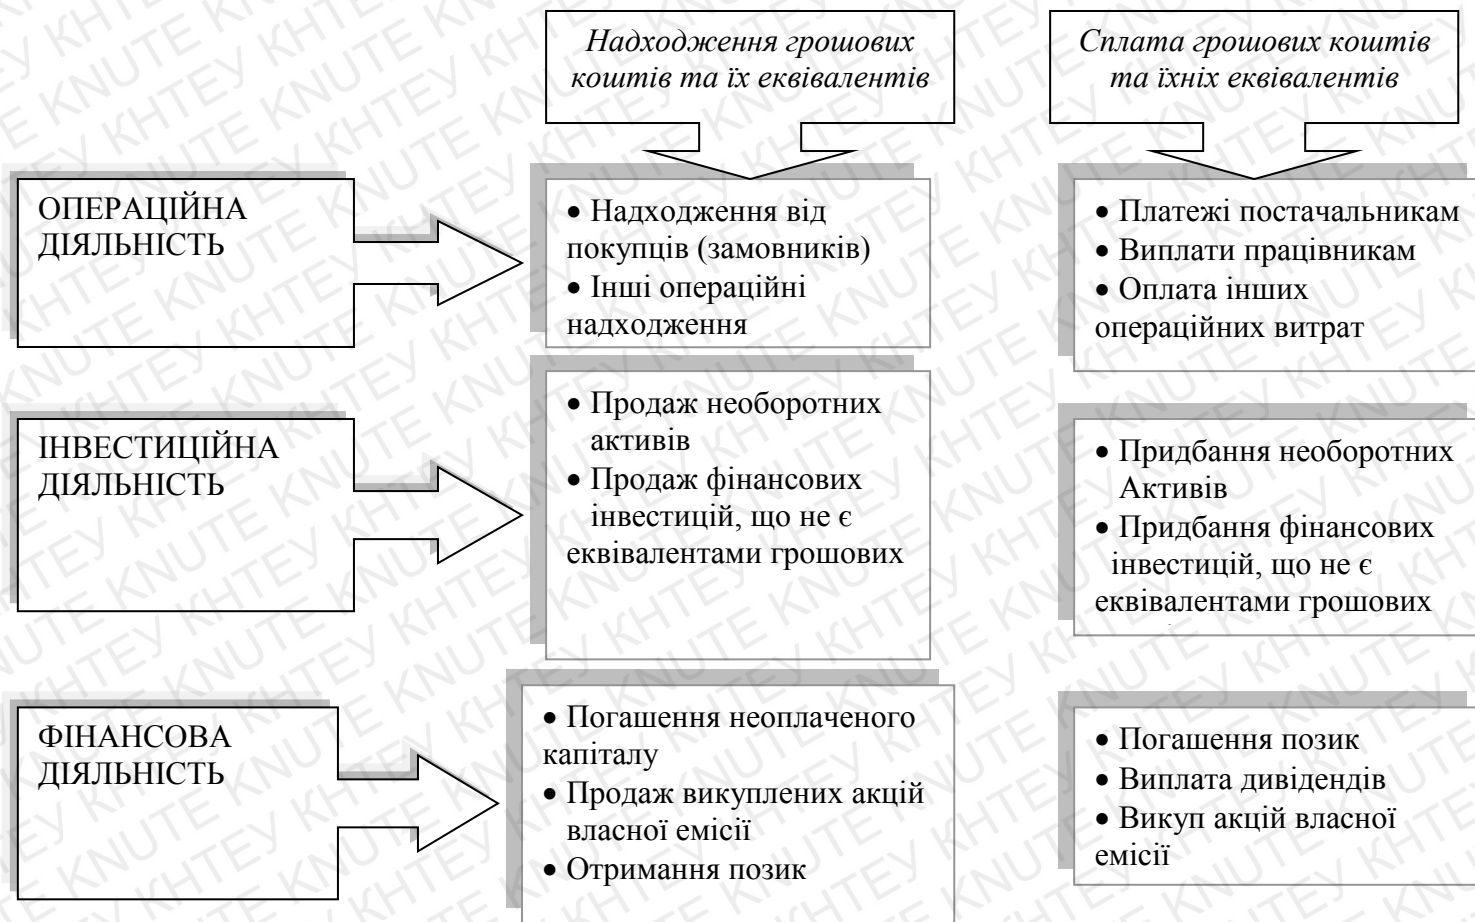 Надходження грошових
коштів та їх еквівалентів
Сплата грошових коштів
та їхніх еквівалентів
ОПЕРАЦІЙНА
ДІЯЛЬНІСТЬ
• Надходження від
покупців (замовників)
• Інші операційні
надходження
• Платежі постачальникам
• Виплати працівникам
• Оплата інших
операційних витрат
ІНВЕСТИЦІЙНА
ДІЯЛЬНІСТЬ
• Продаж необоротних
активів
• Продаж фінансових
інвестицій, що не є
еквівалентами грошових
• Придбання необоротних
Активів
• Придбання фінансових
інвестицій, що не є
еквівалентами грошових
ФІНАНСОВА
ДІЯЛЬНІСТЬ
• Погашення неоплаченого
капіталу
• Продаж викуплених акцій
власної емісії
• Отримання позик
• Погашення позик
• Виплата дивідендів
• Викуп акцій власної
емісії